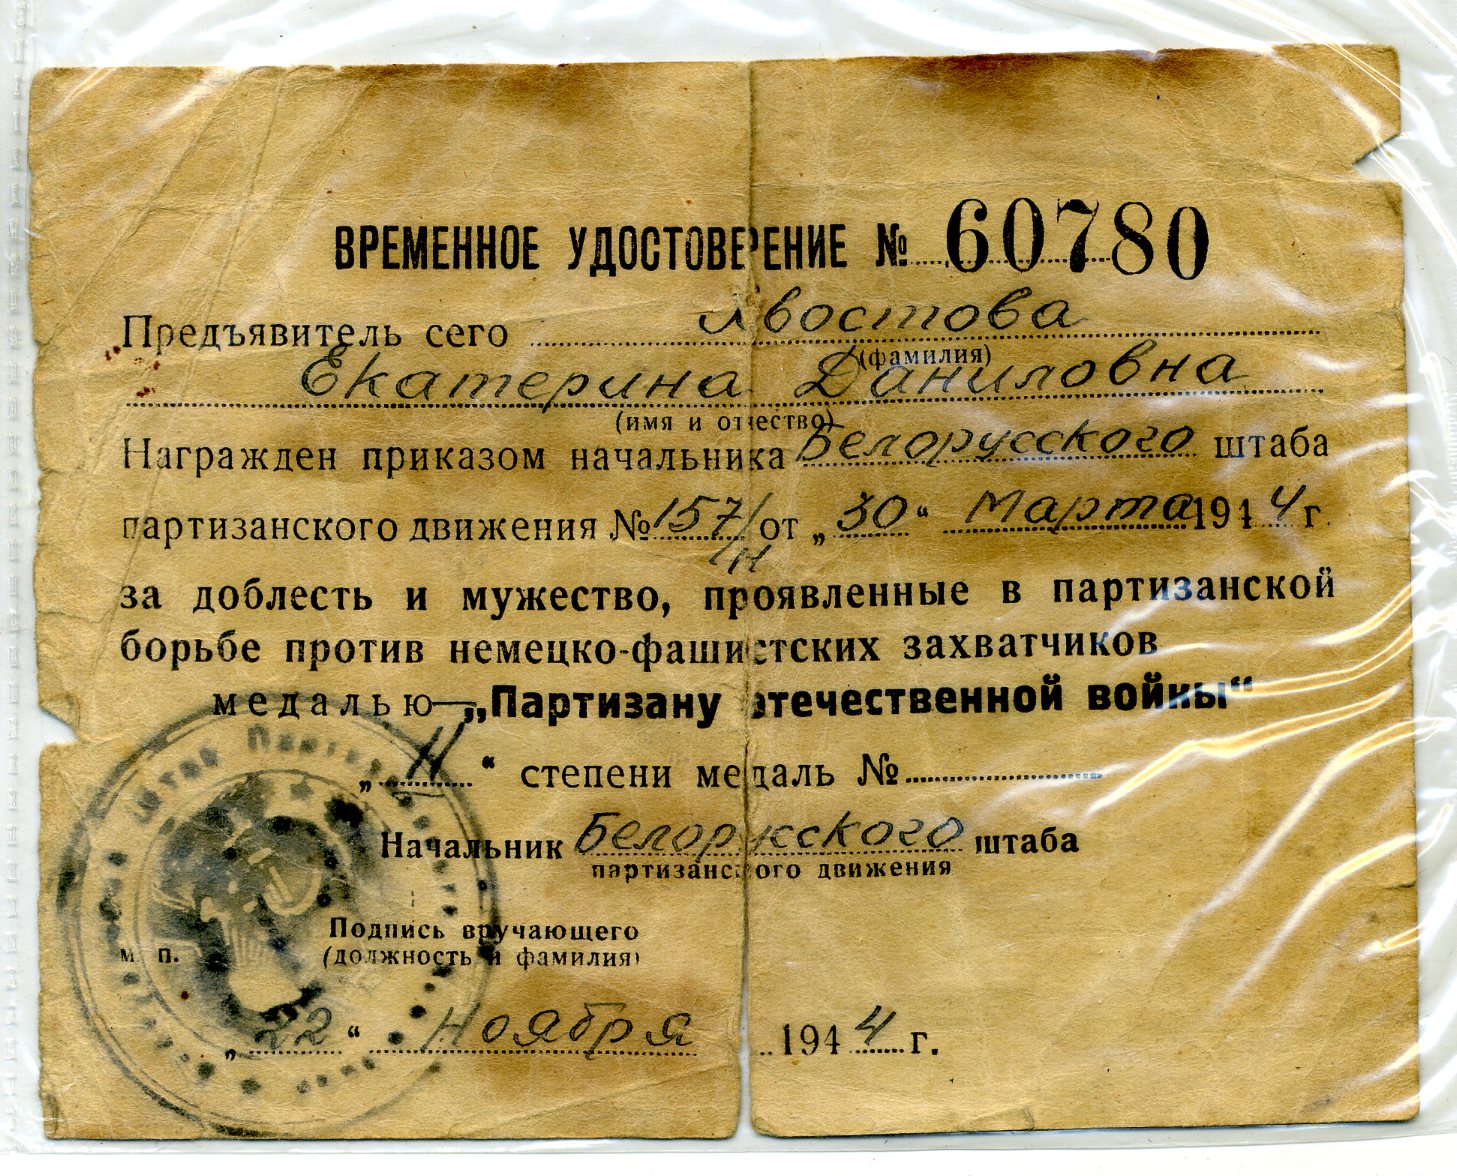 ВРЕМЕННОЕ УДОСТОВЕРЕНИЕ № 60780
Предъявитель сего Хвостова
(фамилия)
Екатерина Даниловна
(имя и отчество)
Награжден приказом начальника Белорусского штаба
партизанского движения № 157/н от „30“ Марта 1944 г.
за доблесть и мужество, проявленные в партизанской
борьбе против немецко-фашистских захватчиков
медалью—„Партизану отечественной войны“
„II“ степени медаль №
Начальник Белорусского штаба
партизанского движения
Подпись вручающего
м. п. (должность и фамилия)
„22“ ноября 1944 г.
Штаб Партизанского